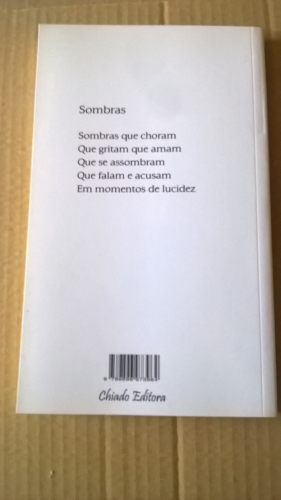 Sombras
Sombras que choram
Que gritam que amam
Que se assombram
Que falam e acusam
Em momentos de lucidez
Chiado Editora